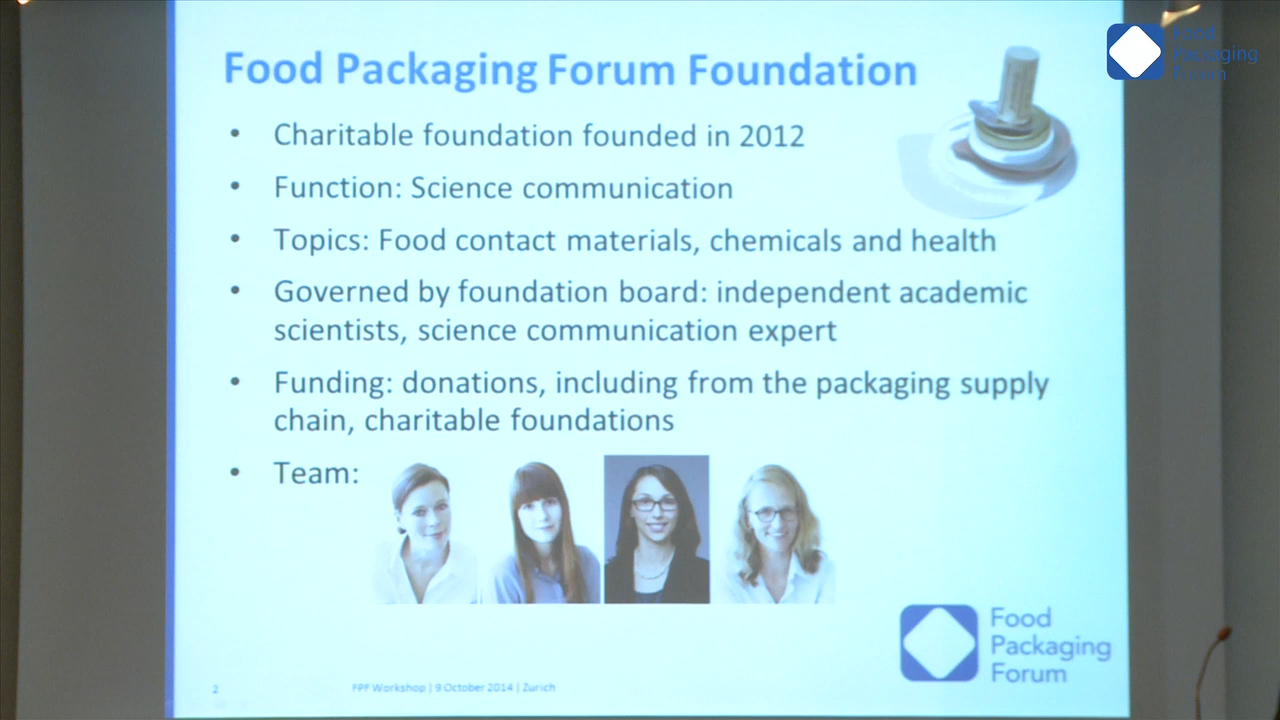 Food Packaging Forum Foundation
Food
Packaging
Forum
• Charitable foundation founded in 2012
• Function: Science communication
• Topics: Food contact materials, chemicals and health
• Governed by foundation board: independent academic
scientists, science communication expert
• Funding: donations, including from the packaging supply
chain, charitable foundations
• Team:
Food
Packaging
Forum
2
FPF Workshop | 9 October 2014 | Zurich